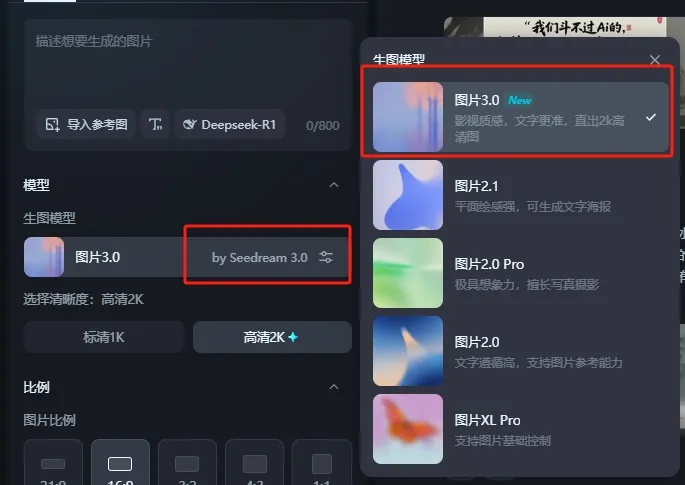 描述想要生成的图片
导入参考图
Deepseek-R1
0/800
模型
生图模型
图片3.0
by Seedream 3.0
选择清晰度：高清2K
标清1K
高清2K
比例
图片比例
21:9
16:9
3:2
4:3
1:1
“我们斗不过Ai的,
生图模型
图片3.0 New
影视质感，文字更准，直出2k高
清图
图片2.1
平面绘感强，可生成文字海报
图片2.0 Pro
极具想象力，擅长写真摄影
图片2.0
文字遵循高，支持图片参考能力
图片XL Pro
支持图片基础控制